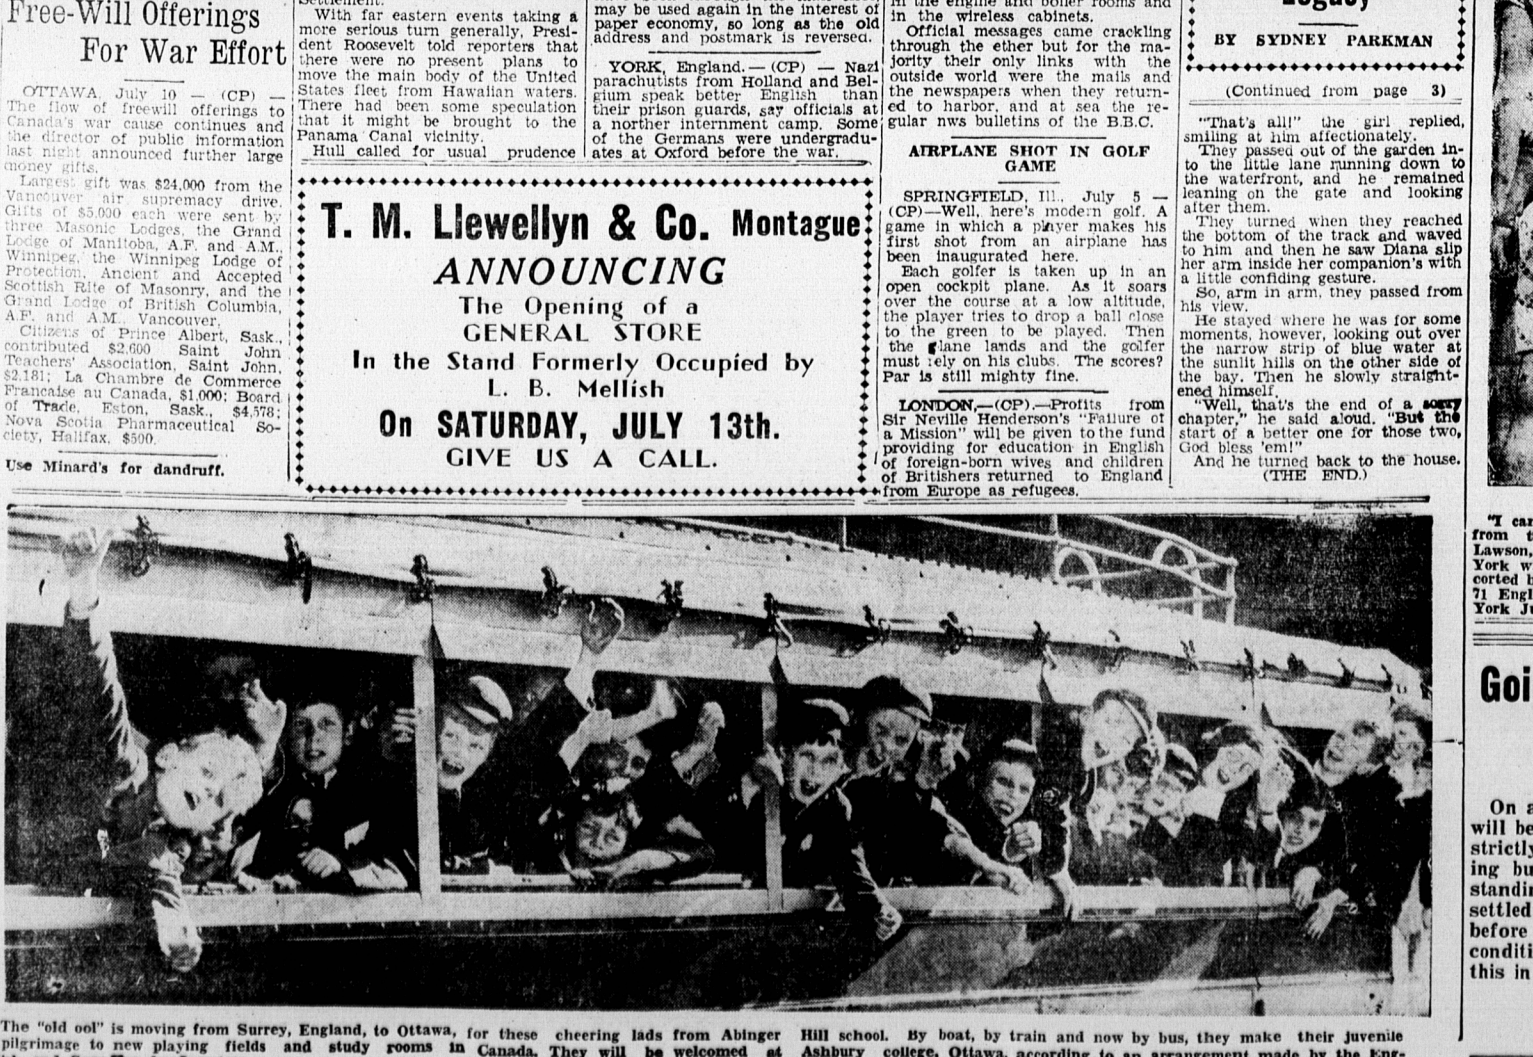 Free-Will Offerings
For War Effort
OTTAWA, July 10 — (CP) —
The flow of freewill offerings to
Canada's war cause continues and
the director of public information
last night announced further large
money gifts.
Largest gift was $24,000 from the
Vancouver air supremacy drive.
Gifts of $5,000 each were sent by
three Masonic Lodges, the Grand
Lodge of Manitoba, A.F. and A.M.,
Winnipeg, the Winnipeg Lodge of
Protection, Ancient and Accepted
Scottish Rite of Masonry, and the
Grand Lodge of British Columbia,
A.F. and A.M., Vancouver.
Citizens of Prince Albert, Sask.,
contributed $2,600 Saint John
Teachers' Association, Saint John,
$2,181; La Chambre de Commerce
Francaise au Canada, $1,000; Board
of Trade, Eston, Sask., $4,578;
Nova Scotia Pharmaceutical So-
ciety, Halifax, $500.
Use Minard's for dandruff.
Settlement.
With far eastern events taking a
more serious turn generally, Presi-
dent Roosevelt told reporters that
there were no present plans to
move the main body of the United
States fleet from Hawaiian waters.
There had been some speculation
that it might be brought to the
Panama Canal vicinity.
Hull called for usual prudence
may be used again in the interest of
paper economy, so long as the old
address and postmark is reversed.
YORK, England. — (CP) — Nazi
parachutists from Holland and Bel-
gium speak better English than
their prison guards, say officials at
a norther internment camp. Some
of the Germans were undergradu-
ates at Oxford before the war.
T. M. Llewellyn & Co. Montague
ANNOUNCING
The Opening of a
GENERAL STORE
In the Stand Formerly Occupied by
L. B. Mellish
On SATURDAY, JULY 13th.
GIVE US A CALL.
in the engine and boiler rooms and
in the wireless cabinets.
Official messages came crackling
through the ether but for the ma-
jority their only links with the
outside world were the mails and
the newspapers when they return-
ed to harbor, and at sea the re-
gular nws bulletins of the B.B.C.
AIRPLANE SHOT IN GOLF
GAME
SPRINGFIELD, Ill., July 5 —
(CP)—Well, here's modern golf. A
game in which a player makes his
first shot from an airplane has
been inaugurated here.
Each golfer is taken up in an
open cockpit plane. As it soars
over the course at a low altitude,
the player tries to drop a ball close
to the green to be played. Then
the plane lands and the golfer
must rely on his clubs. The scores?
Par is still mighty fine.
LONDON,—(CP).—Profits from
Sir Neville Henderson's "Failure of
a Mission" will be given to the fund
providing for education in English
of foreign-born wives and children
of Britishers returned to England
from Europe as refugees.
Legacy
BY SYDNEY PARKMAN
(Continued from page 3)
"That's all!" the girl replied,
smiling at him affectionately.
They passed out of the garden in-
to the little lane running down to
the waterfront, and he remained
leaning on the gate and looking
after them.
They turned when they reached
the bottom of the track and waved
to him and then he saw Diana slip
her arm inside her companion's with
a little confiding gesture.
So, arm in arm, they passed from
his view.
He stayed where he was for some
moments, however, looking out over
the narrow strip of blue water at
the sunlit hills on the other side of
the bay. Then he slowly straight-
ened himself.
"Well, that's the end of a sorry
chapter," he said aloud. "But the
start of a better one for those two,
God bless 'em!"
And he turned back to the house.
(THE END.)
The "old ool" is moving from Surrey, England, to Ottawa, for these cheering lads from Abinger Hill school. By boat, by train and now by bus, they make their juvenile
pilgrimage to new playing fields and study rooms in Canada. They will be welcomed at Ashbury college, Ottawa, according to an arrangement made by the Eng-
"I can
from t
Lawson,
York w
corted b
71 Engl
York Ju
Goi
On a
will be
strictly
ing bu
standin
settled
before
conditi
this in